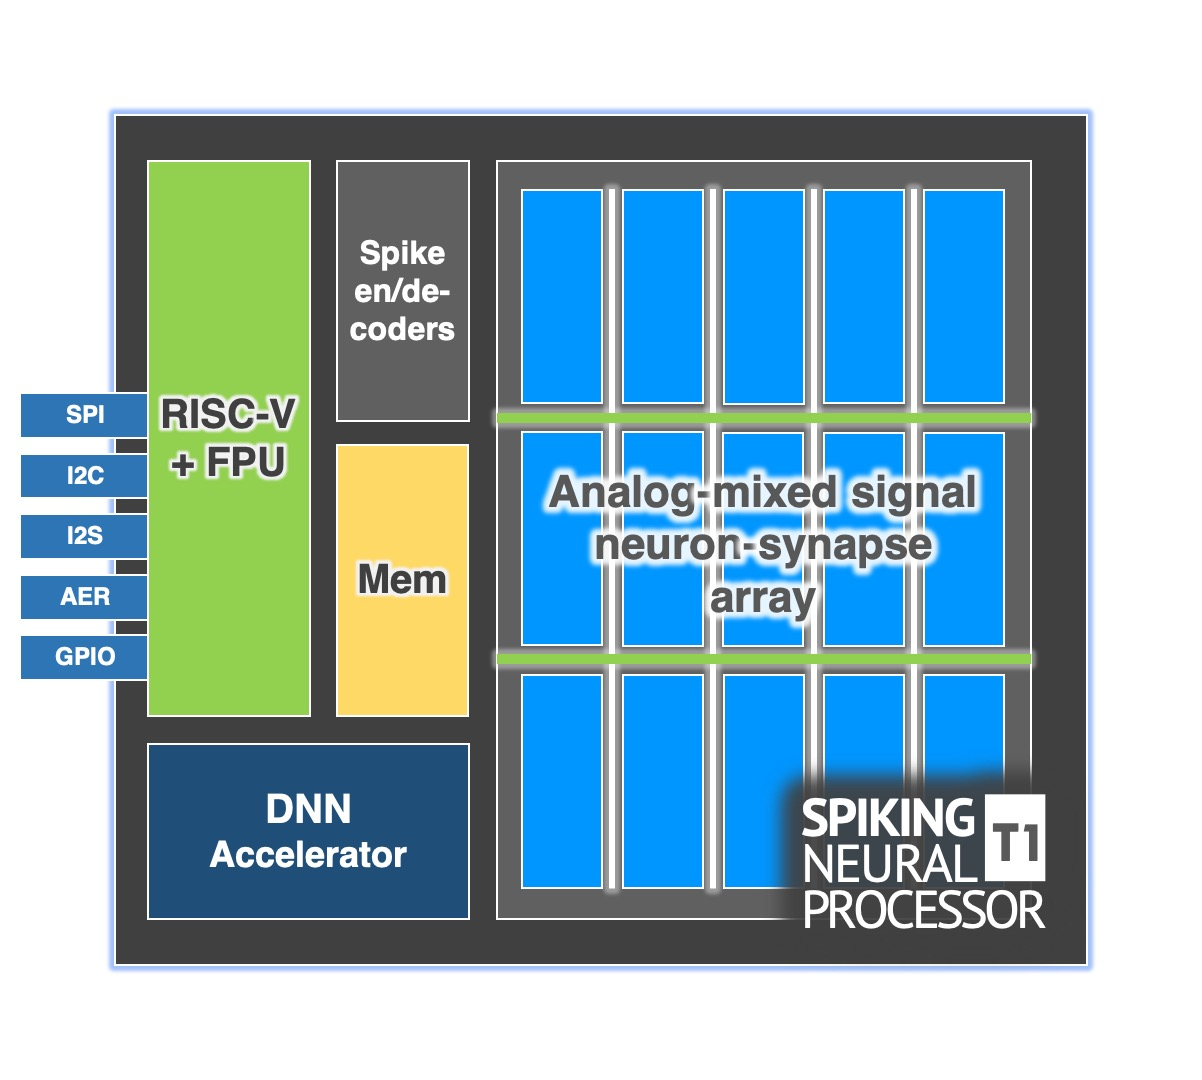 SPI
I2C
I2S
AER
GPIO
RISC-V
+ FPU
Spike
en/de-
coders
Mem
DNN
Accelerator
Analog-mixed signal
neuron-synapse
array
SPIKING
NEURAL
PROCESSOR
T1